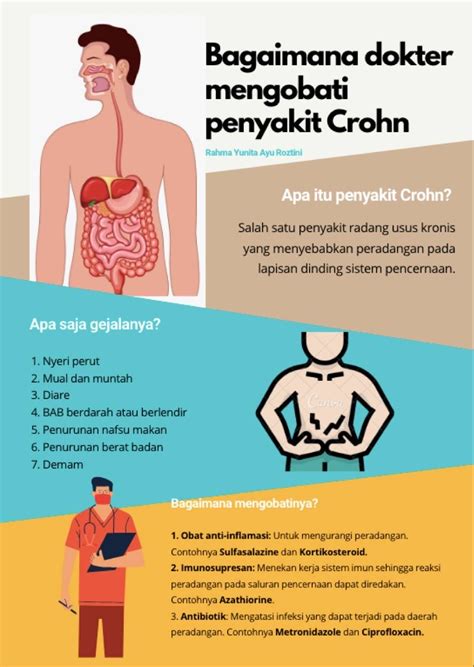 Bagaimana dokter
mengobati
penyakit Crohn
Rahma Yunita Ayu Roztini
Apa itu penyakit Crohn?
Salah satu penyakit radang usus kronis
yang menyebabkan peradangan pada
lapisan dinding sistem pencernaan.
Apa saja gejalanya?
1. Nyeri perut
2. Mual dan muntah
3. Diare
4. BAB berdarah atau berlendir
5. Penurunan nafsu makan
6. Penurunan berat badan
7. Demam
Canva
Bagaimana mengobatinya?
1. Obat anti-inflamasi: Untuk mengurangi peradangan.
Contohnya Sulfasalazine dan Kortikosteroid.
2. Imunosupresan: Menekan kerja sistem imun sehingga reaksi
peradangan pada saluran pencernaan dapat diredakan.
Contohnya Azathiorine.
3. Antibiotik: Mengatasi infeksi yang dapat terjadi pada daerah
peradangan. Contohnya Metronidazole dan Ciprofloxacin.